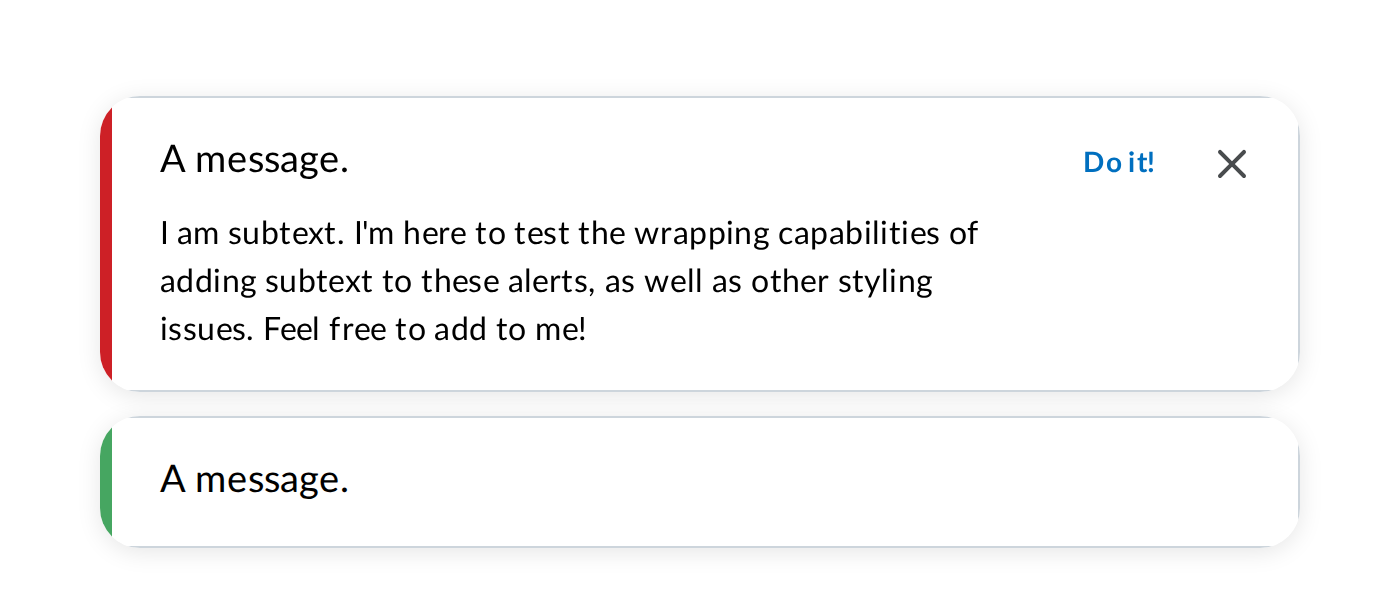 A message.
Do it!
I am subtext. I'm here to test the wrapping capabilities of
adding subtext to these alerts, as well as other styling
issues. Feel free to add to me!
A message.